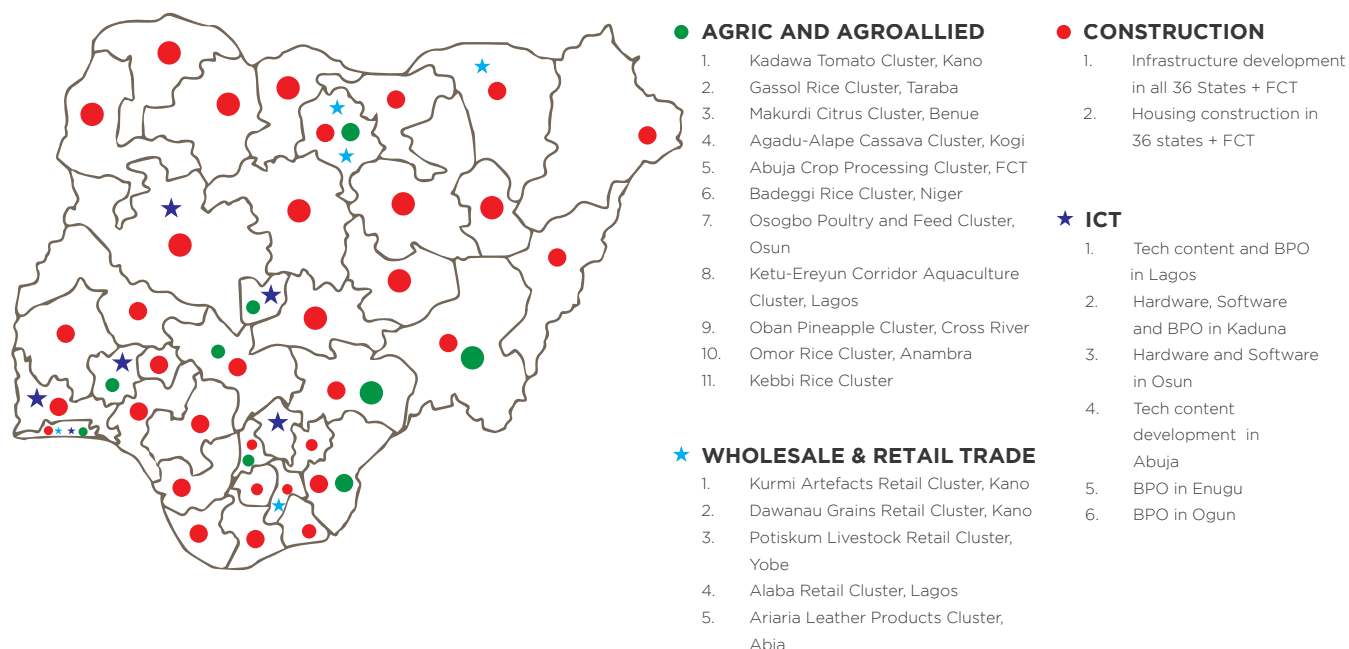 AGRIC AND AGROALLIED
1. Kadawa Tomato Cluster, Kano
2. Gassol Rice Cluster, Taraba
3. Makurdi Citrus Cluster, Benue
4. Agadu-Alape Cassava Cluster, Kogi
5. Abuja Crop Processing Cluster, FCT
6. Badeggi Rice Cluster, Niger
7. Osogbo Poultry and Feed Cluster,
Osun
8. Ketu-Ereyun Corridor Aquaculture
Cluster, Lagos
9. Oban Pineapple Cluster, Cross River
10. Omor Rice Cluster, Anambra
11. Kebbi Rice Cluster
WHOLESALE & RETAIL TRADE
1. Kurmi Artefacts Retail Cluster, Kano
2. Dawanau Grains Retail Cluster, Kano
3. Potiskum Livestock Retail Cluster,
Yobe
4. Alaba Retail Cluster, Lagos
5. Ariaria Leather Products Cluster,
Abia
CONSTRUCTION
1. Infrastructure development
in all 36 States + FCT
2. Housing construction in
36 states + FCT
ICT
1. Tech content and BPO
in Lagos
2. Hardware, Software
and BPO in Kaduna
3. Hardware and Software
in Osun
4. Tech content
development in
Abuja
5. BPO in Enugu
6. BPO in Ogun